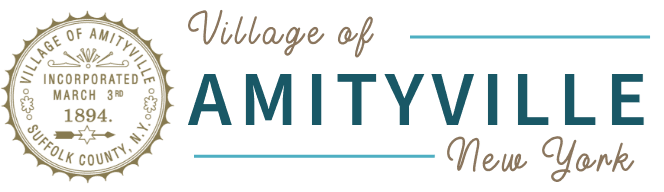 VILLAGE OF AMITYVILLE
INCORPORATED
MARCH 3RD
1894.
SUFFOLK COUNTY, N.Y.
Village of
AMITYVILLE
New York